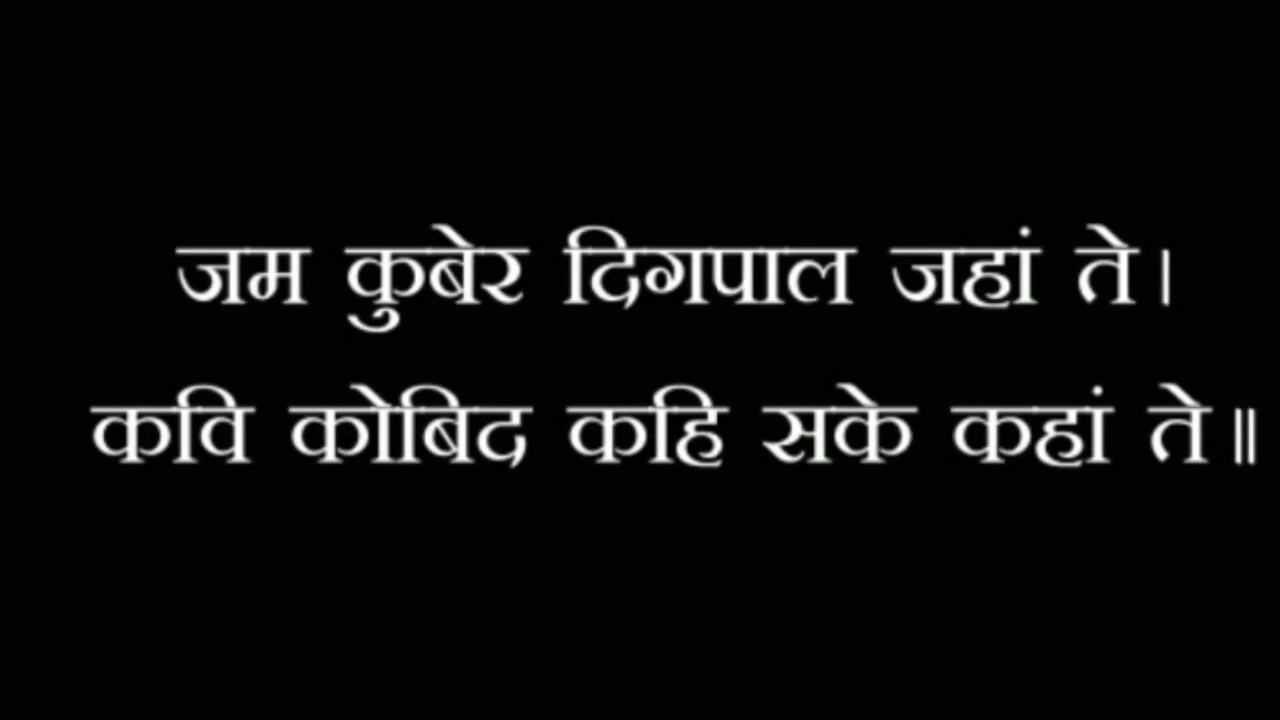 जम कुबेर दिगपाल जहां ते।
कवि कोबिद कहि सके कहां ते॥